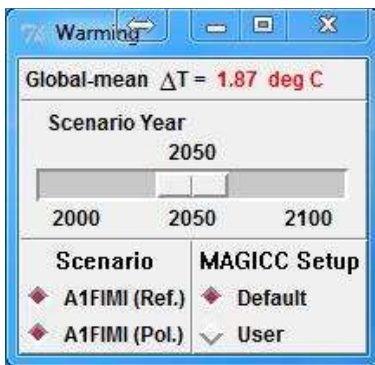 Warming
Global-mean ΔT = 1.87 deg C
Scenario Year
2050
2000 2050 2100
Scenario MAGICC Setup
A1FIMI (Ref.) Default
A1FIMI (Pol.) User